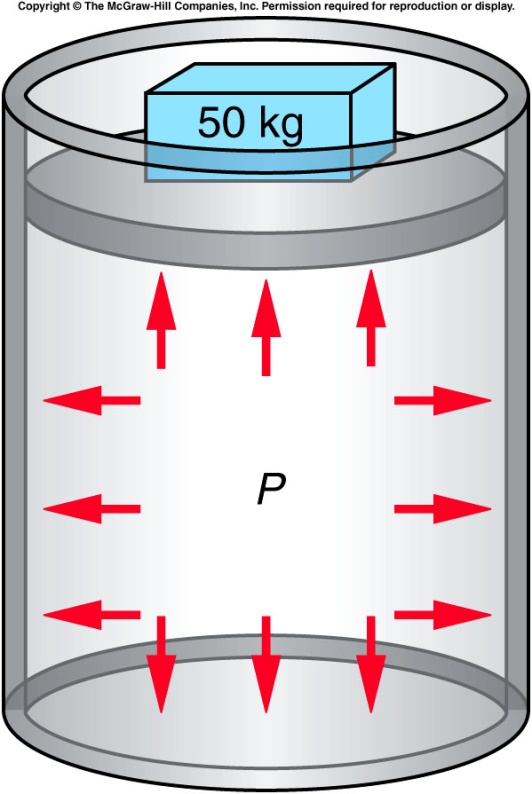 Copyright © The McGraw-Hill Companies, Inc. Permission required for reproduction or display.
50 kg
P